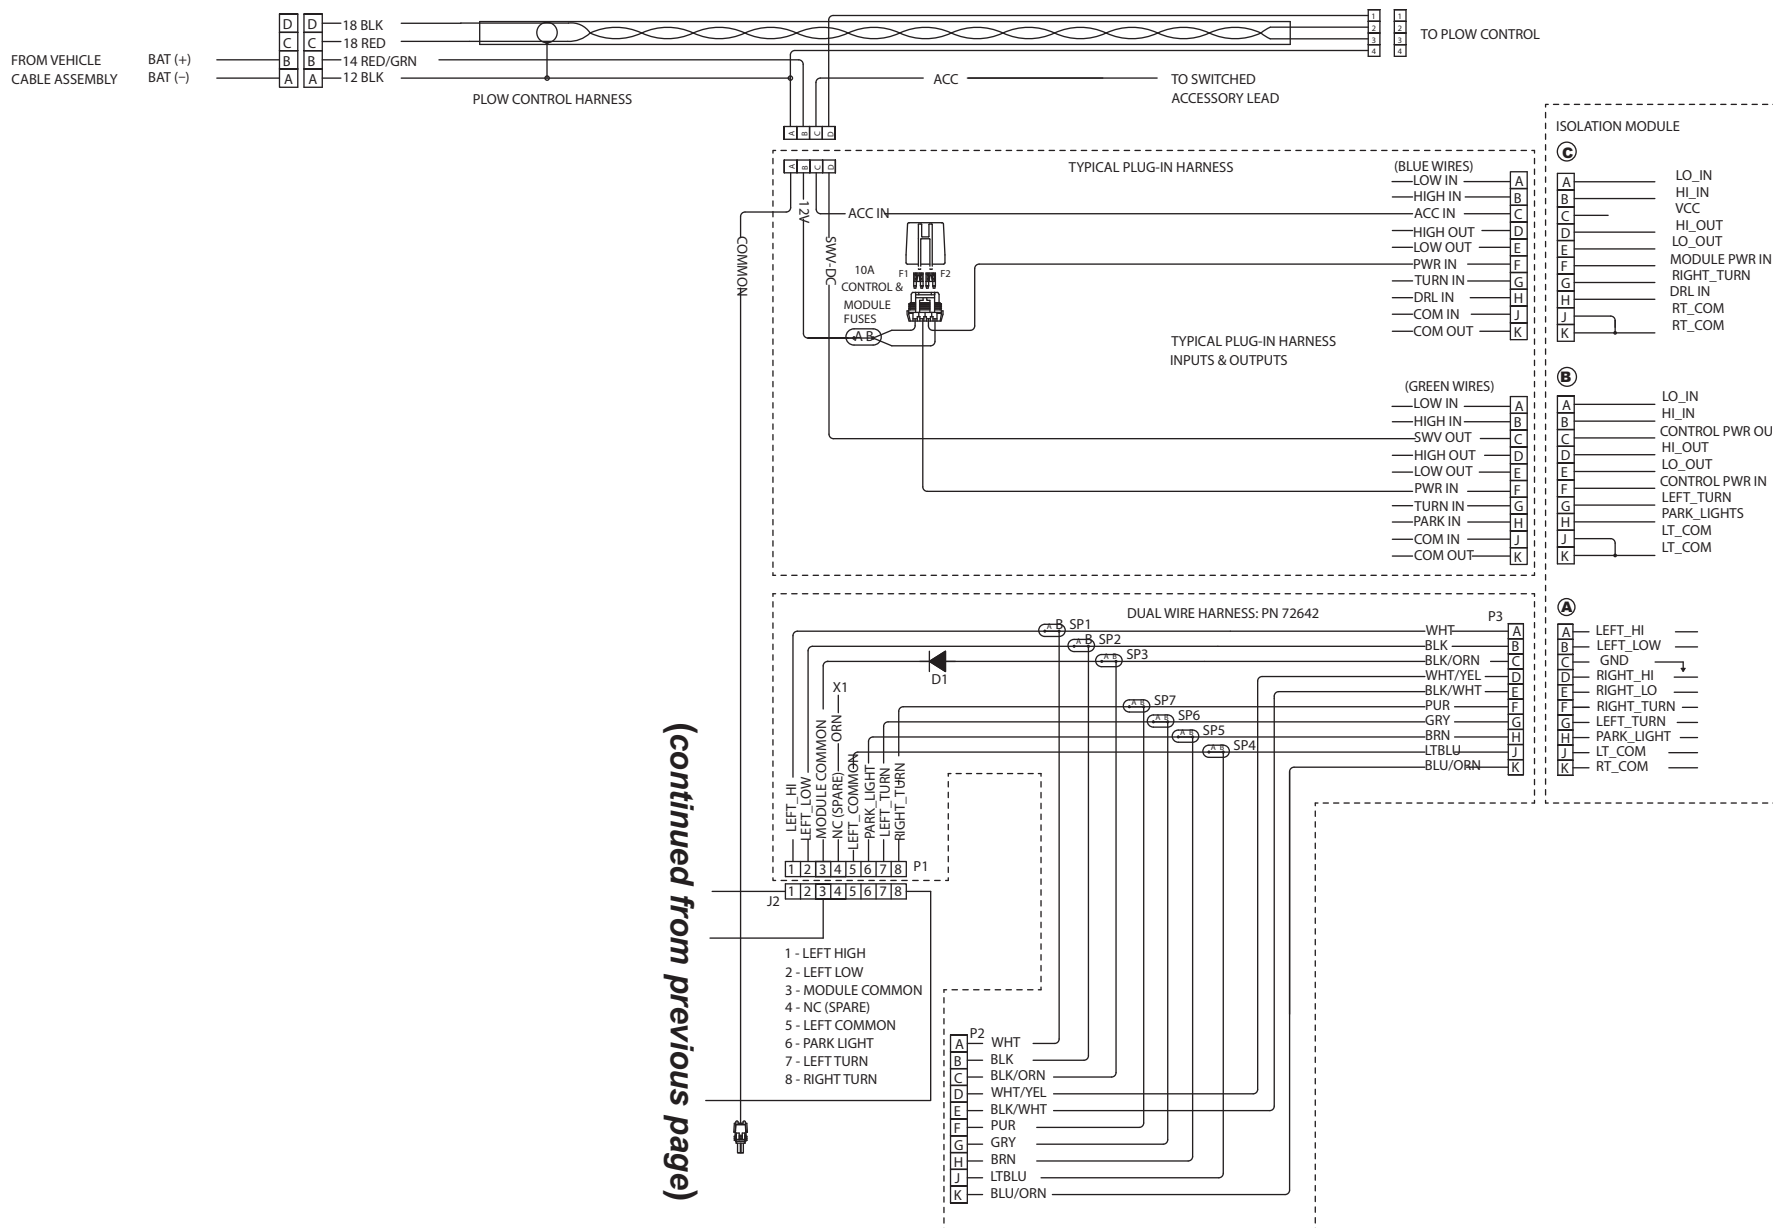 D D 18 BLK
C C 18 RED
FROM VEHICLE BAT (+) B B 14 RED/GRN
CABLE ASSEMBLY BAT (–) A A 12 BLK
PLOW CONTROL HARNESS
1 1
2 2
3 3
4 4
TO PLOW CONTROL
ACC
TO SWITCHED
ACCESSORY LEAD
A B C D
A B C D
TYPICAL PLUG-IN HARNESS
COMMON
12V
SWV-DC
ACC IN
10A
CONTROL &
MODULE
FUSES
F1 F2
A B
TYPICAL PLUG-IN HARNESS
INPUTS & OUTPUTS
(BLUE WIRES)
LOW IN A
HIGH IN B
ACC IN C
HIGH OUT D
LOW OUT E
PWR IN F
TURN IN G
DRL IN H
COM IN J
COM OUT K
(GREEN WIRES)
LOW IN A
HIGH IN B
SWV OUT C
HIGH OUT D
LOW OUT E
PWR IN F
TURN IN G
PARK IN H
COM IN J
COM OUT K
ISOLATION MODULE
C
A LO_IN
B HI_IN
C VCC
D HI_OUT
E LO_OUT
F MODULE PWR IN
G RIGHT_TURN
H DRL IN
J RT_COM
K RT_COM
B
A LO_IN
B HI_IN
C CONTROL PWR OU
D HI_OUT
E LO_OUT
F CONTROL PWR IN
G LEFT_TURN
H PARK_LIGHTS
J LT_COM
K LT_COM
A
A LEFT_HI
B LEFT_LOW
C GND
D RIGHT_HI
E RIGHT_LO
F RIGHT_TURN
G LEFT_TURN
H PARK_LIGHT
J LT_COM
K RT_COM
DUAL WIRE HARNESS: PN 72642
P3
A B SP1
A B SP2
A B SP3
D1
X1
A B SP7
A B SP6
A B SP5
A B SP4
WHT A
BLK B
BLK/ORN C
WHT/YEL D
BLK/WHT E
PUR F
GRY G
BRN H
LTBLU J
BLU/ORN K
LEFT_HI
LEFT_LOW
MODULE COMMON
NC (SPARE) ORN
LEFT_COMMON
PARK_LIGHT
LEFT_TURN
RIGHT_TURN
1 2 3 4 5 6 7 8 P1
J2 1 2 3 4 5 6 7 8
1 - LEFT HIGH
2 - LEFT LOW
3 - MODULE COMMON
4 - NC (SPARE)
5 - LEFT COMMON
6 - PARK LIGHT
7 - LEFT TURN
8 - RIGHT TURN
(continued from previous page)
P2
A WHT
B BLK
C BLK/ORN
D WHT/YEL
E BLK/WHT
F PUR
G GRY
H BRN
J LTBLU
K BLU/ORN